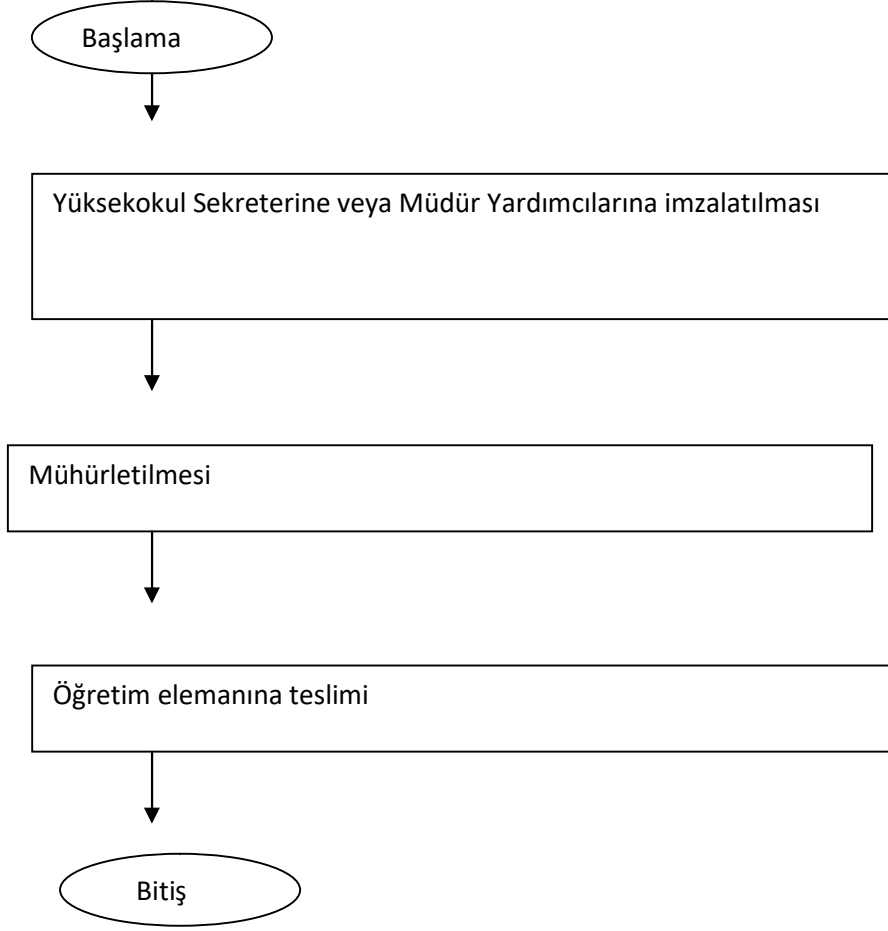 Başlama
Yüksekokul Sekreterine veya Müdür Yardımcılarına imzalatılması
Mühürletilmesi
Öğretim elemanına teslimi
Bitiş